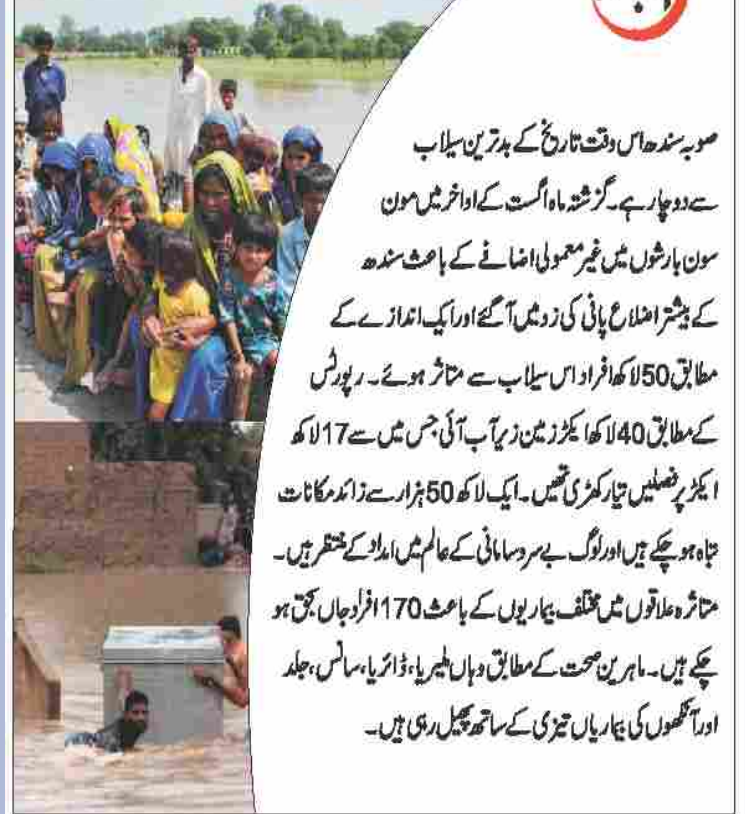 صوبہ سندھ اس وقت تاریخ کے بدترین سیلاب
سے دوچار ہے۔ گزشتہ ماہ اگست کے اواخر میں مون
سون بارشوں میں غیر معمولی اضافے کے باعث سندھ
کے بیشتر اضلاع پانی کی زد میں آگئے اور ایک اندازے کے
مطابق 50 لاکھ افراد اس سیلاب سے متاثر ہوئے۔ رپورٹس
کے مطابق 40 لاکھ ایکڑ زمین زیر آب آئی جس میں سے 17 لاکھ
ایکڑ پر فصلیں تیار کھڑی تھیں۔ ایک لاکھ 50 ہزار سے زائد مکانات
تباہ ہو چکے ہیں اور لوگ بے سروسامانی کے عالم میں امداد کے منتظر ہیں۔
متاثرہ علاقوں میں مختلف بیماریوں کے باعث 170 افراد جاں بحق ہو
چکے ہیں۔ ماہرین صحت کے مطابق وہاں ملیریا، ڈائریا، سانس، جلد
اور آنکھوں کی بیماریاں تیزی کے ساتھ پھیل رہی ہیں۔